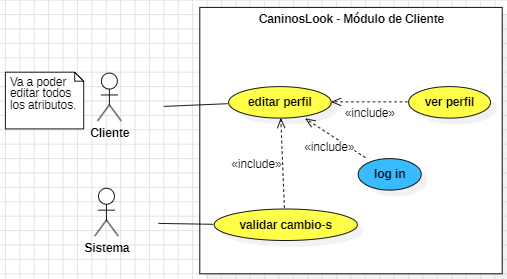 CaninosLook - Módulo de Cliente
Va a poder
editar todos
los atributos.
Cliente
editar perfil
ver perfil
«include»
«include»
log in
«include»
validar cambio-s
Sistema